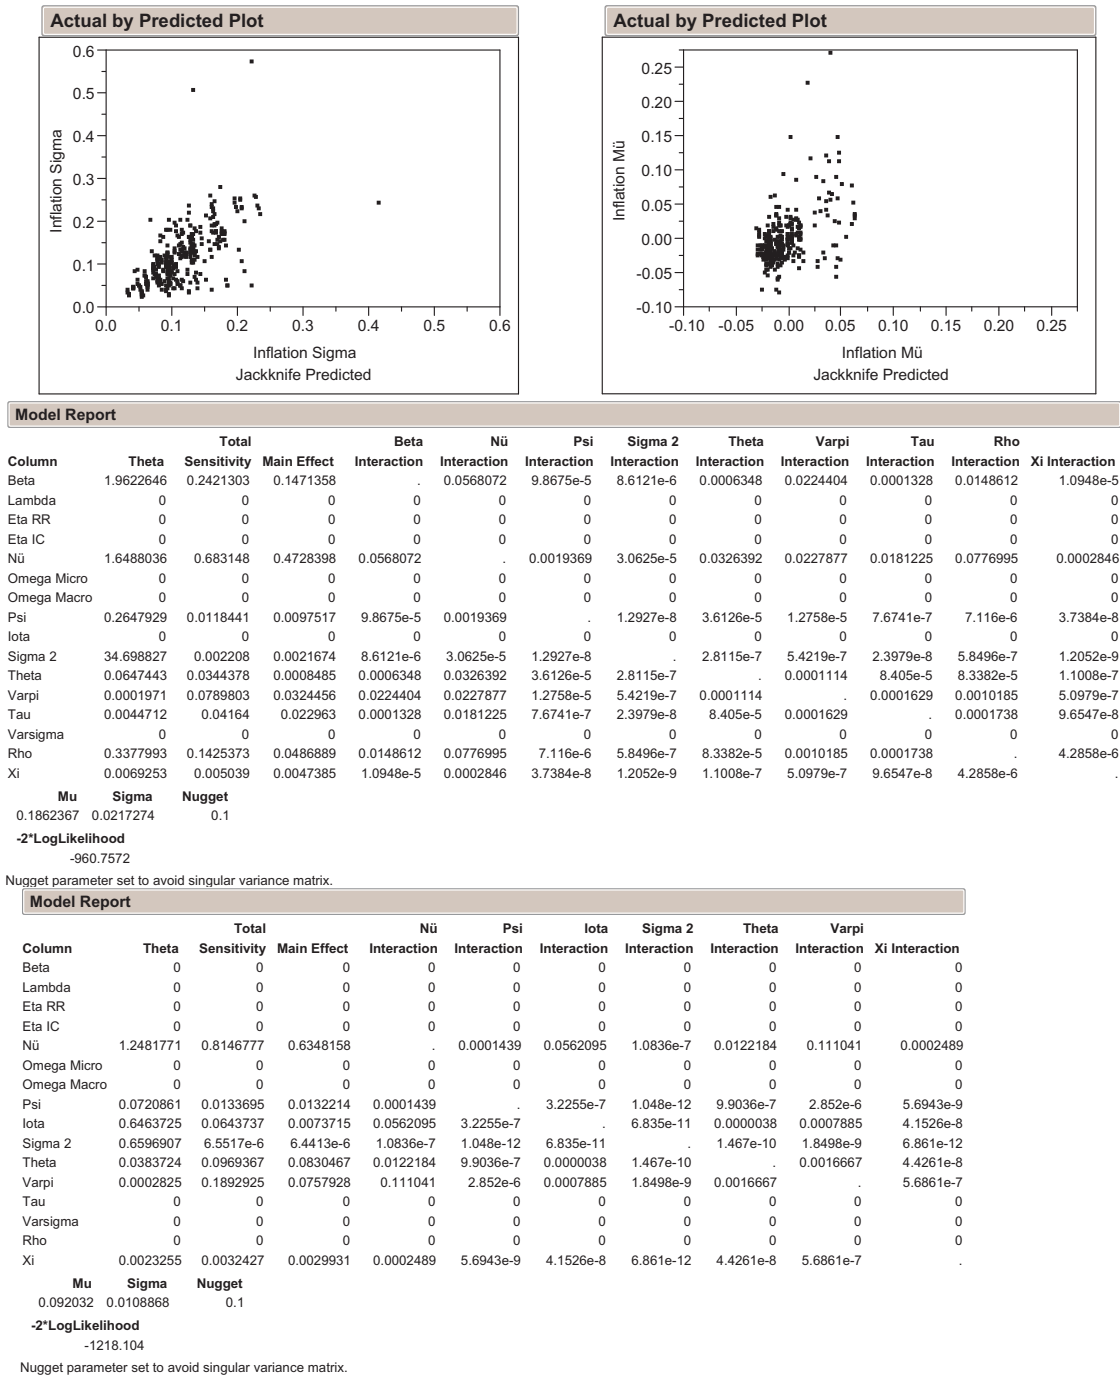 Actual by Predicted Plot
0.6
0.5
0.4
0.3
0.2
0.1
0.0
Inflation Sigma
0.0 0.1 0.2 0.3 0.4 0.5 0.6
Inflation Sigma
Jackknife Predicted
Actual by Predicted Plot
0.25
0.20
0.15
0.10
0.05
0.00
-0.05
-0.10
Inflation Mü
-0.10 -0.05 0.00 0.05 0.10 0.15 0.20 0.25
Inflation Mü
Jackknife Predicted
Model Report
Total Beta Nü Psi Sigma 2 Theta Varpi Tau Rho
Column Theta Sensitivity Main Effect Interaction Interaction Interaction Interaction Interaction Interaction Interaction Interaction Xi Interaction
Beta 1.9622646 0.2421303 0.1471358 . 0.0568072 9.8675e-5 8.6121e-6 0.0006348 0.0224404 0.0001328 0.0148612 1.0948e-5
Lambda 0 0 0 0 0 0 0 0 0 0 0 0
Eta RR 0 0 0 0 0 0 0 0 0 0 0 0
Eta IC 0 0 0 0 0 0 0 0 0 0 0 0
Nü 1.6488036 0.683148 0.4728398 0.0568072 . 0.0019369 3.0625e-5 0.0326392 0.0227877 0.0181225 0.0776995 0.0002846
Omega Micro 0 0 0 0 0 0 0 0 0 0 0 0
Omega Macro 0 0 0 0 0 0 0 0 0 0 0 0
Psi 0.2647929 0.0118441 0.0097517 9.8675e-5 0.0019369 . 1.2927e-8 3.6126e-5 1.2758e-5 7.6741e-7 7.116e-6 3.7384e-8
Iota 0 0 0 0 0 0 0 0 0 0 0 0
Sigma 2 34.698827 0.002208 0.0021674 8.6121e-6 3.0625e-5 1.2927e-8 . 2.8115e-7 5.4219e-7 2.3979e-8 5.8496e-7 1.2052e-9
Theta 0.0647443 0.0344378 0.0008485 0.0006348 0.0326392 3.6126e-5 2.8115e-7 . 0.0001114 8.405e-5 8.3382e-5 1.1008e-7
Varpi 0.0001971 0.0789803 0.0324456 0.0224404 0.0227877 1.2758e-5 5.4219e-7 0.0001114 . 0.0001629 0.0010185 5.0979e-7
Tau 0.0044712 0.04164 0.022963 0.0001328 0.0181225 7.6741e-7 2.3979e-8 8.405e-5 0.0001629 . 0.0001738 9.6547e-8
Varsigma 0 0 0 0 0 0 0 0 0 0 0 0
Rho 0.3377993 0.1425373 0.0486889 0.0148612 0.0776995 7.116e-6 5.8496e-7 8.3382e-5 0.0010185 0.0001738 . 4.2858e-6
Xi 0.0069253 0.005039 0.0047385 1.0948e-5 0.0002846 3.7384e-8 1.2052e-9 1.1008e-7 5.0979e-7 9.6547e-8 4.2858e-6 .
Mu Sigma Nugget
0.1862367 0.0217274 0.1
-2*LogLikelihood
-960.7572
Nugget parameter set to avoid singular variance matrix.
Model Report
Total Nü Psi Iota Sigma 2 Theta Varpi
Column Theta Sensitivity Main Effect Interaction Interaction Interaction Interaction Interaction Interaction Xi Interaction
Beta 0 0 0 0 0 0 0 0 0 0
Lambda 0 0 0 0 0 0 0 0 0 0
Eta RR 0 0 0 0 0 0 0 0 0 0
Eta IC 0 0 0 0 0 0 0 0 0 0
Nü 1.2481771 0.8146777 0.6348158 . 0.0001439 0.0562095 1.0836e-7 0.0122184 0.111041 0.0002489
Omega Micro 0 0 0 0 0 0 0 0 0 0
Omega Macro 0 0 0 0 0 0 0 0 0 0
Psi 0.0720861 0.0133695 0.0132214 0.0001439 . 3.2255e-7 1.048e-12 9.9036e-7 2.852e-6 5.6943e-9
Iota 0.6463725 0.0643737 0.0073715 0.0562095 3.2255e-7 . 6.835e-11 0.0000038 0.0007885 4.1526e-8
Sigma 2 0.6596907 6.5517e-6 6.4413e-6 1.0836e-7 1.048e-12 6.835e-11 . 1.467e-10 1.8498e-9 6.861e-12
Theta 0.0383724 0.0969367 0.0830467 0.0122184 9.9036e-7 0.0000038 1.467e-10 . 0.0016667 4.4261e-8
Varpi 0.0002825 0.1892925 0.0757928 0.111041 2.852e-6 0.0007885 1.8498e-9 0.0016667 . 5.6861e-7
Tau 0 0 0 0 0 0 0 0 0 0
Varsigma 0 0 0 0 0 0 0 0 0 0
Rho 0 0 0 0 0 0 0 0 0 0
Xi 0.0023255 0.0032427 0.0029931 0.0002489 5.6943e-9 4.1526e-8 6.861e-12 4.4261e-8 5.6861e-7 .
Mu Sigma Nugget
0.092032 0.0108868 0.1
-2*LogLikelihood
-1218.104
Nugget parameter set to avoid singular variance matrix.